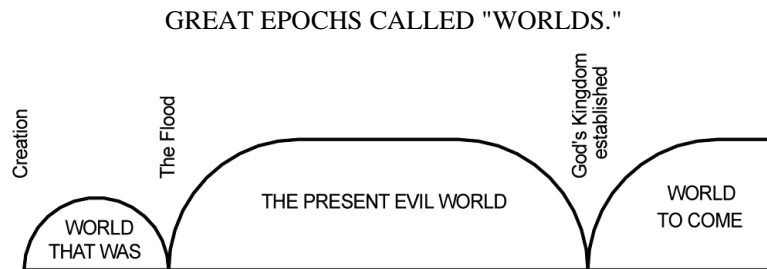 GREAT EPOCHS CALLED "WORLDS."
Creation
The Flood
God's Kingdom
established
WORLD
THAT WAS
THE PRESENT EVIL WORLD
WORLD
TO COME